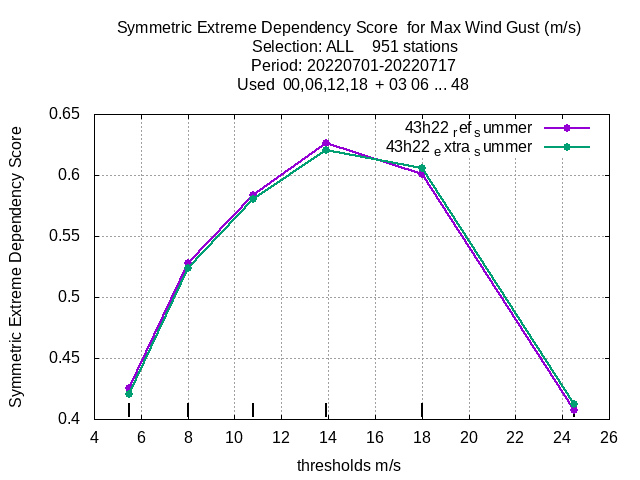 Symmetric Extreme Dependency Score  for Max Wind Gust (m/s)
Selection: ALL    951 stations
Period: 20220701-20220717
Used  00,06,12,18  + 03 06 ... 48
43h22 ref summer
43h22 extra summer
Symmetric Extreme Dependency Score
0.65
0.6
0.55
0.5
0.45
0.4
4 6 8 10 12 14 16 18 20 22 24 26
thresholds m/s